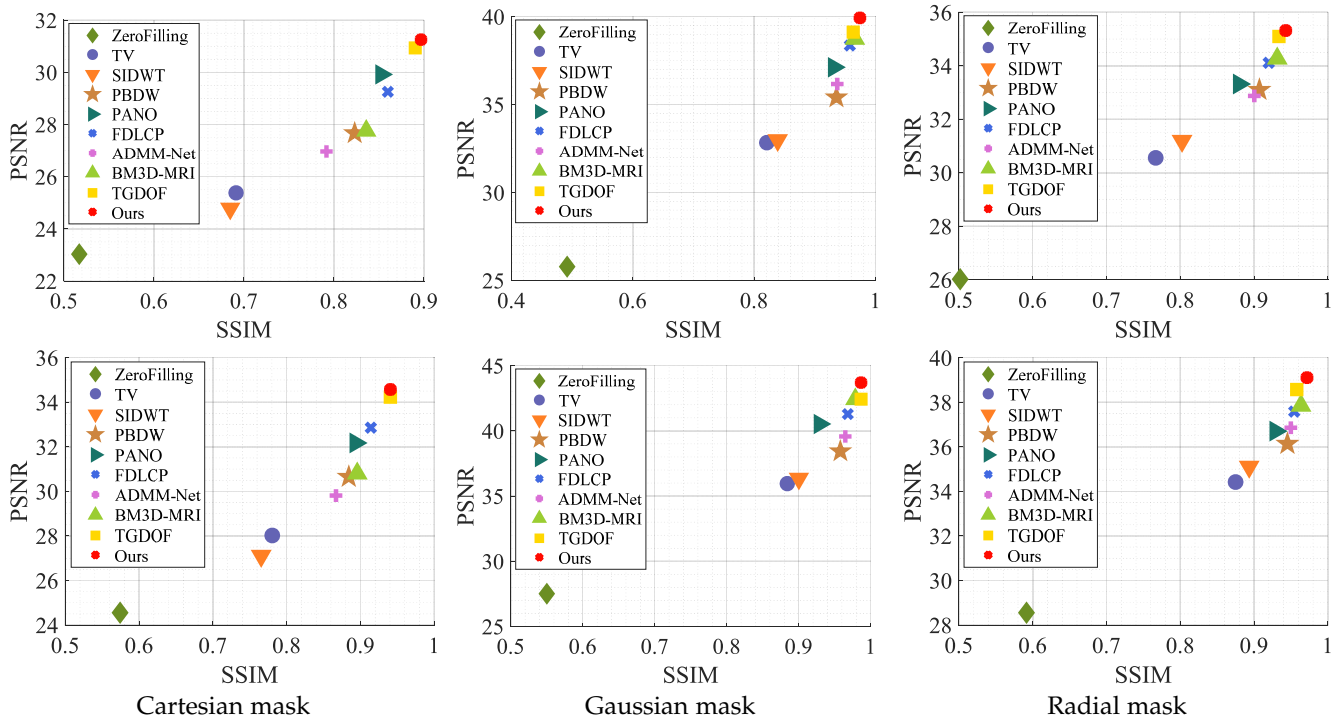 32
30
28
26
24
22
PSNR
ZeroFilling
TV
SIDWT
PBDW
PANO
FDLCP
ADMM-Net
BM3D-MRI
TGDOF
Ours
0.5 0.6 0.7 0.8 0.9
SSIM
40
35
30
25
PSNR
ZeroFilling
TV
SIDWT
PBDW
PANO
FDLCP
ADMM-Net
BM3D-MRI
TGDOF
Ours
0.4 0.6 0.8 1
SSIM
36
34
32
30
28
26
PSNR
ZeroFilling
TV
SIDWT
PBDW
PANO
FDLCP
ADMM-Net
BM3D-MRI
TGDOF
Ours
0.5 0.6 0.7 0.8 0.9 1
SSIM
36
34
32
30
28
26
24
PSNR
ZeroFilling
TV
SIDWT
PBDW
PANO
FDLCP
ADMM-Net
BM3D-MRI
TGDOF
Ours
0.5 0.6 0.7 0.8 0.9 1
SSIM
Cartesian mask
45
40
35
30
25
PSNR
ZeroFilling
TV
SIDWT
PBDW
PANO
FDLCP
ADMM-Net
BM3D-MRI
TGDOF
Ours
0.5 0.6 0.7 0.8 0.9 1
SSIM
Gaussian mask
40
38
36
34
32
30
28
PSNR
ZeroFilling
TV
SIDWT
PBDW
PANO
FDLCP
ADMM-Net
BM3D-MRI
TGDOF
Ours
0.5 0.6 0.7 0.8 0.9 1
SSIM
Radial mask